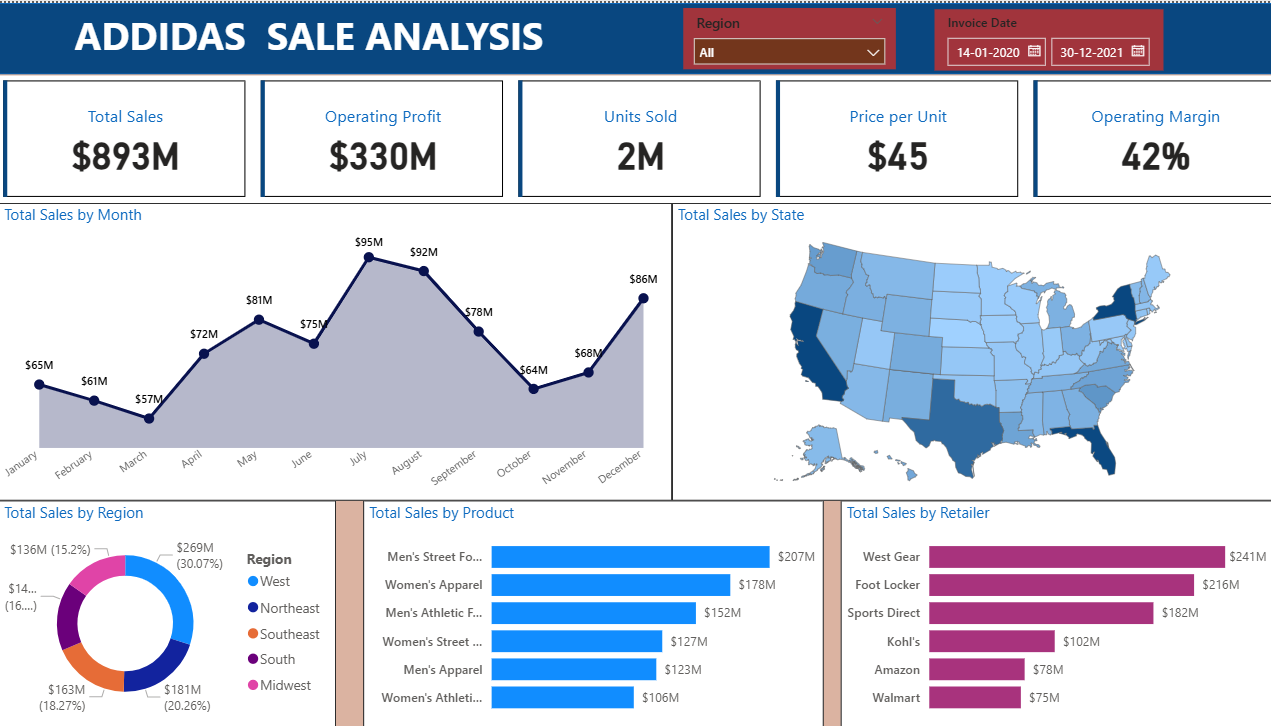 ADDIDAS SALE ANALYSIS
Region
All
Invoice Date
14-01-2020
30-12-2021
Total Sales
$893M
Operating Profit
$330M
Units Sold
2M
Price per Unit
$45
Operating Margin
42%
Total Sales by Month
$65M
$61M
$57M
$72M
$81M
$75M
$95M
$92M
$78M
$64M
$68M
$86M
January
February
March
April
May
June
July
August
September
October
November
December
Total Sales by State
Total Sales by Region
$136M (15.2%)
$269M
(30.07%)
$14...
(16....)
$163M
(18.27%)
$181M
(20.26%)
Region
West
Northeast
Southeast
South
Midwest
Total Sales by Product
Men's Street Fo... $207M
Women's Apparel $178M
Men's Athletic F... $152M
Women's Street ... $127M
Men's Apparel $123M
Women's Athleti... $106M
Total Sales by Retailer
West Gear $241M
Foot Locker $216M
Sports Direct $182M
Kohl's $102M
Amazon $78M
Walmart $75M